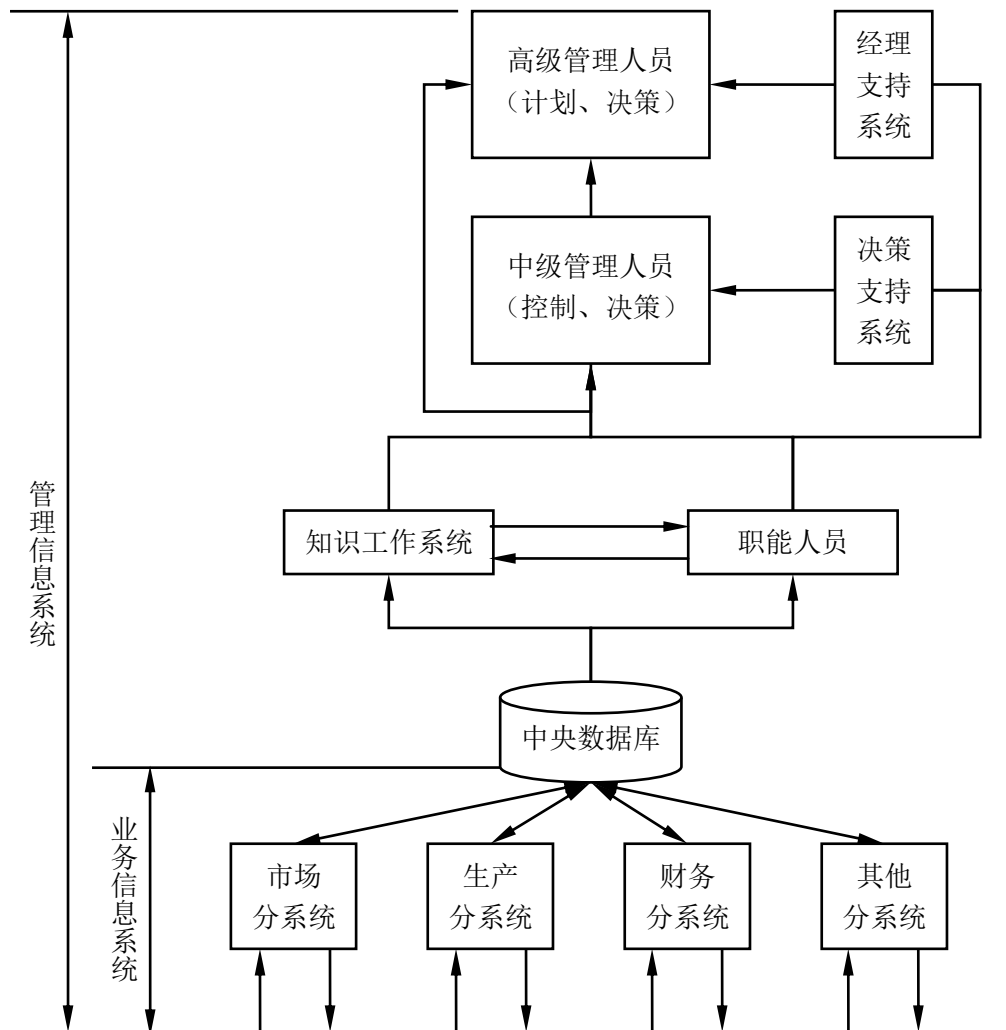 高级管理人员
（计划、决策）
经理
支持
系统
中级管理人员
（控制、决策）
决策
支持
系统
管理信息系统
知识工作系统
职能人员
中央数据库
业务信息系统
市场
分系统
生产
分系统
财务
分系统
其他
分系统